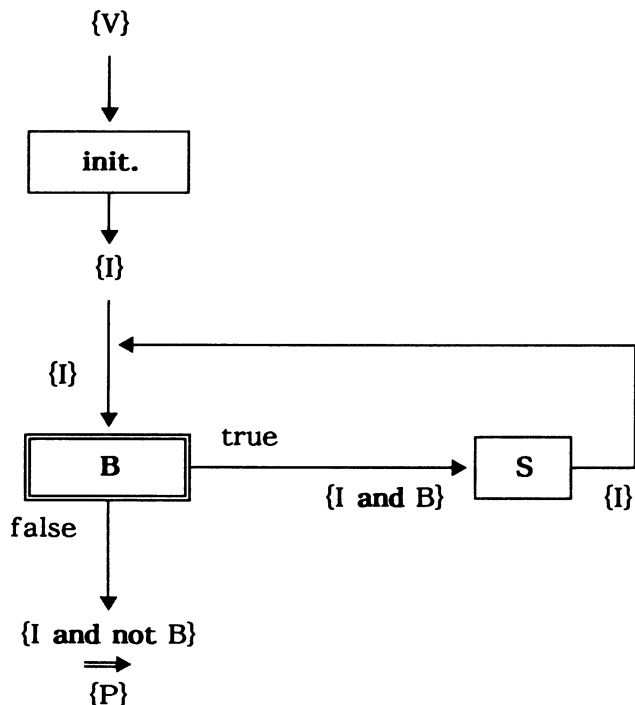 {V}
init.
{I}
{I}
true
B
S
{I and B}
{I}
false
{I and not B}
{P}